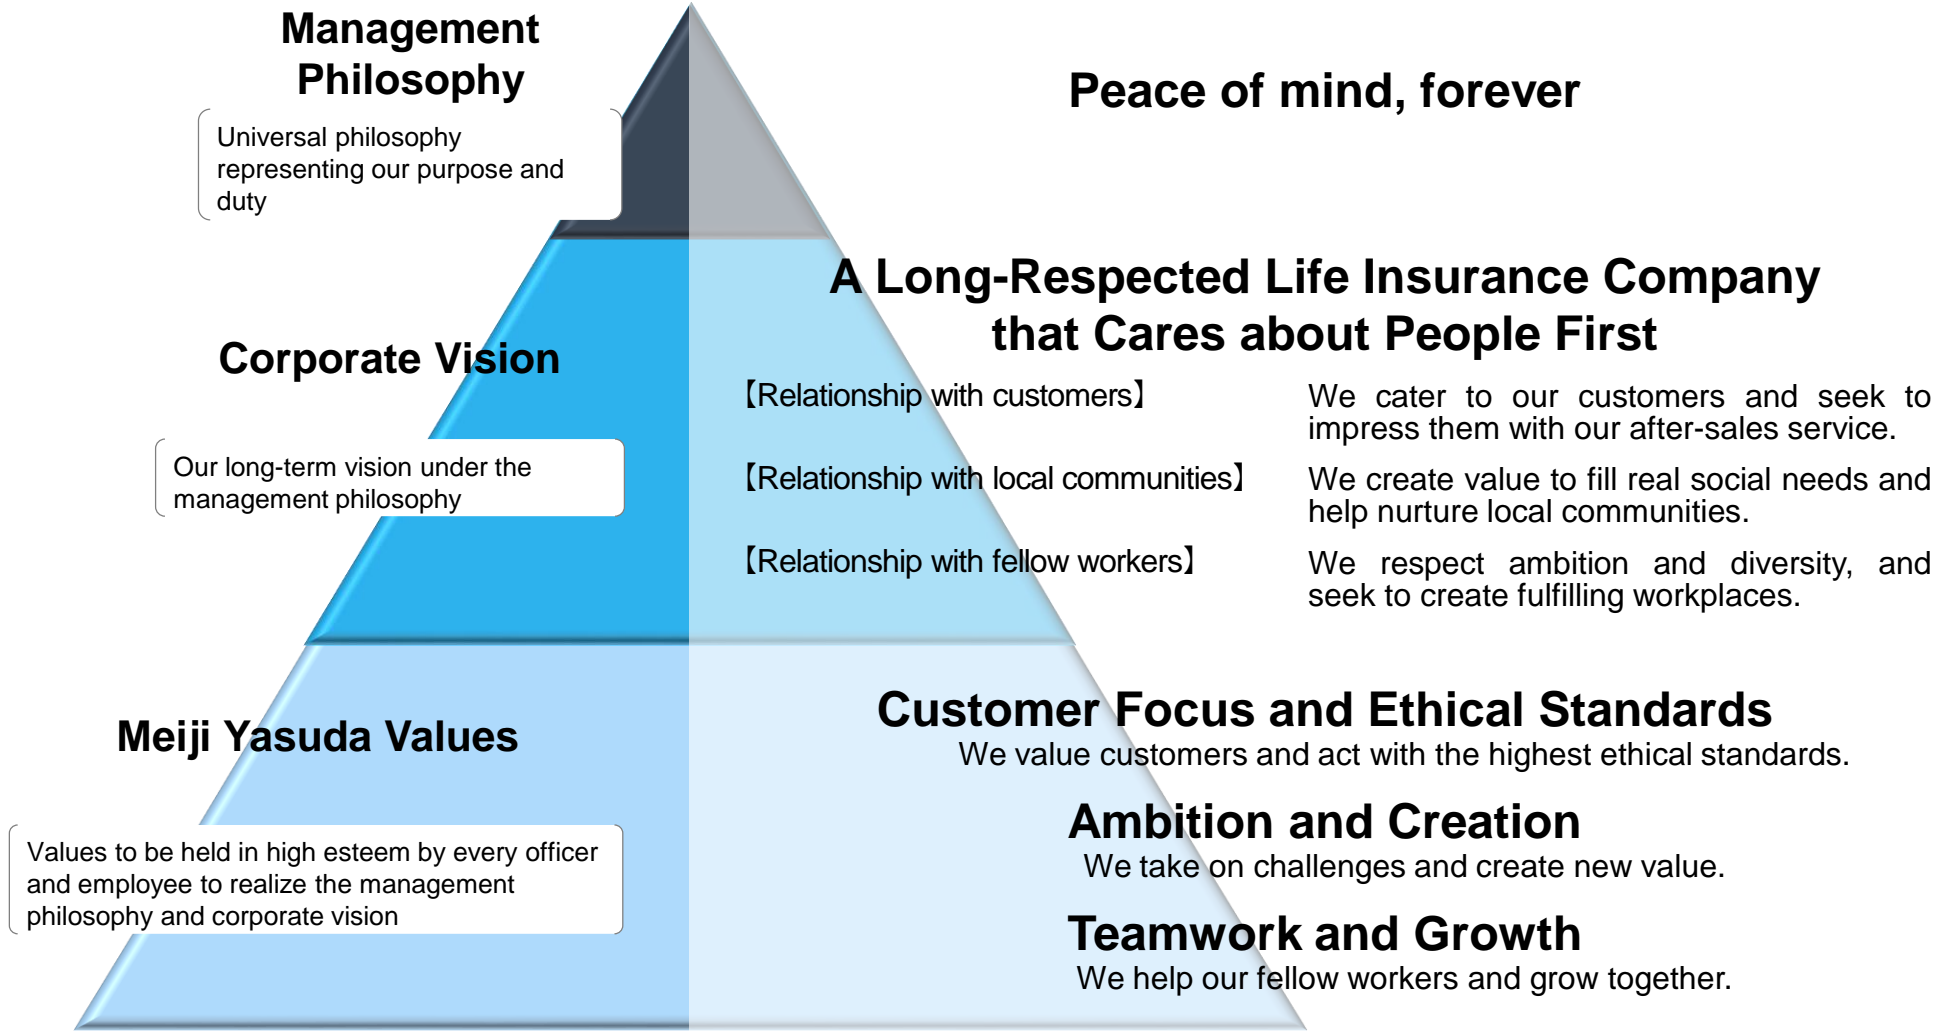 Management
Philosophy
Universal philosophy
representing our purpose and
duty
Peace of mind, forever
Corporate Vision
Our long-term vision under the
management philosophy
A Long-Respected Life Insurance Company
that Cares about People First
【Relationship with customers】
We cater to our customers and seek to
impress them with our after-sales service.
【Relationship with local communities】
We create value to fill real social needs and
help nurture local communities.
【Relationship with fellow workers】
We respect ambition and diversity, and
seek to create fulfilling workplaces.
Meiji Yasuda Values
Values to be held in high esteem by every officer
and employee to realize the management
philosophy and corporate vision
Customer Focus and Ethical Standards
We value customers and act with the highest ethical standards.
Ambition and Creation
We take on challenges and create new value.
Teamwork and Growth
We help our fellow workers and grow together.